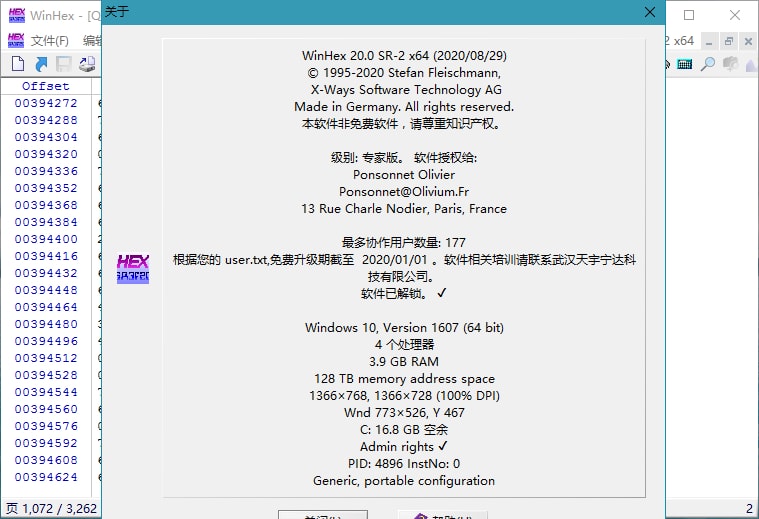 WinHex - [Q
关于
文件(F) 编辑
2 x64
Offset
00394272
00394288
00394304
00394320
00394336
00394352
00394368
00394384
00394400
00394416
00394432
00394448
00394464
00394480
00394496
00394512
00394528
00394544
00394560
00394576
00394592
00394608
00394624
WinHex 20.0 SR-2 x64 (2020/08/29)
© 1995-2020 Stefan Fleischmann,
X-Ways Software Technology AG
Made in Germany. All rights reserved.
本软件非免费软件，请尊重知识产权。
级别: 专家版。 软件授权给:
Ponsonnet Olivier
Ponsonnet@Olivium.Fr
13 Rue Charle Nodier, Paris, France
最多协作用户数量: 177
根据您的 user.txt,免费升级期截至 2020/01/01 。软件相关培训请联系武汉天宇宁达科
技有限公司。
软件已解锁。 ✓
Windows 10, Version 1607 (64 bit)
4 个处理器
3.9 GB RAM
128 TB memory address space
1366×768, 1366×728 (100% DPI)
Wnd 773×526, Y 467
C: 16.8 GB 空余
Admin rights ✓
PID: 4896 InstNo: 0
Generic, portable configuration
HEX
页 1,072 / 3,262
2